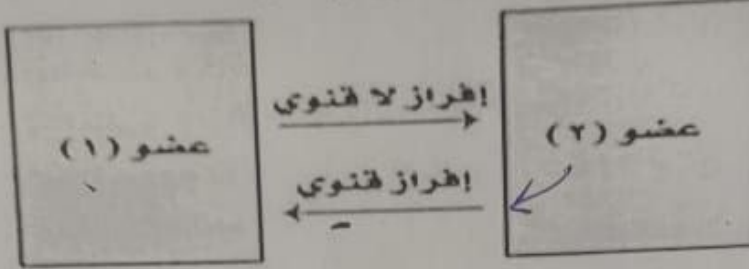 إفراز لا قنوي
عضو (٢)
عضو (١)
إفراز قنوي